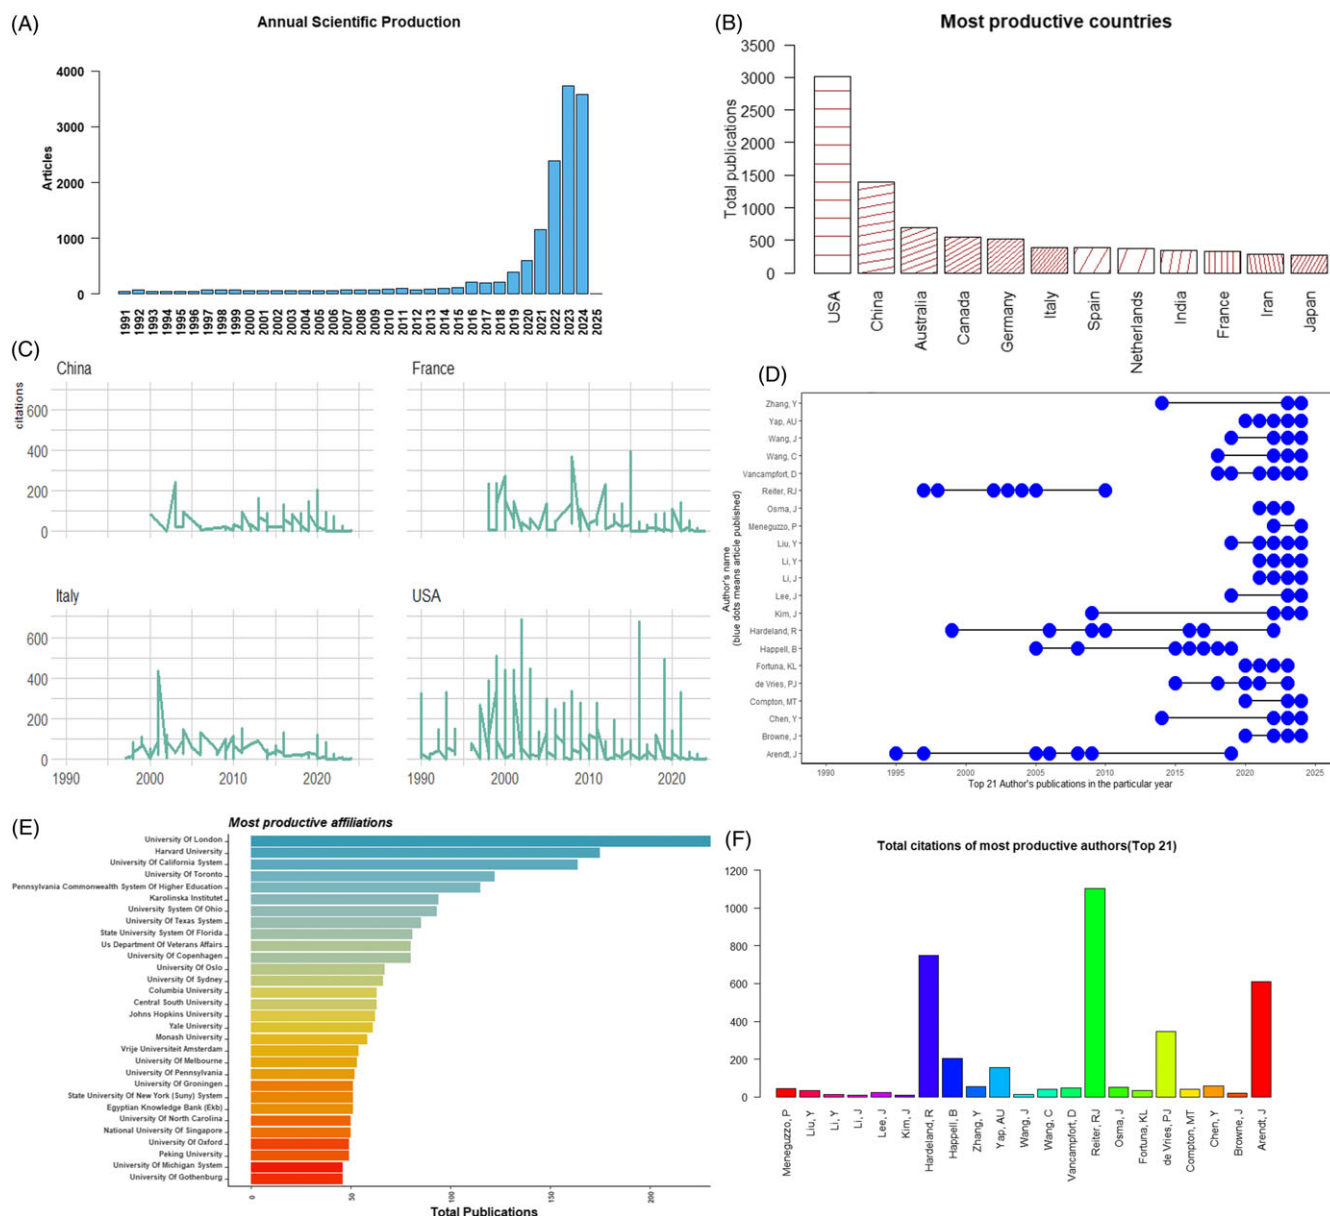 (A)
Annual Scientific Production
Articles
4000
3000
2000
1000
0
1991
1992
1993
1994
1995
1996
1997
1998
1999
2000
2001
2002
2003
2004
2005
2006
2007
2008
2009
2010
2011
2012
2013
2014
2015
2016
2017
2018
2019
2020
2021
2022
2023
2024
2025
(B)
Most productive countries
Total publications
3500
3000
2500
2000
1500
1000
500
0
USA
China
Australia
Canada
Germany
Italy
Spain
Netherlands
India
France
Iran
Japan
(C)
citations
China
France
600
400
200
0
Italy
USA
600
400
200
0
1990
2000
2010
2020
1990
2000
2010
2020
(D)
Author's name
(blue dots means article published)
Zhang, Y
Yap, AU
Wang, J
Wang, C
Vancampfort, D
Reiter, RJ
Osma, J
Meneguzzo, P
Liu, Y
Li, Y
Li, J
Lee, J
Kim, J
Hardeland, R
Happell, B
Fortuna, KL
de Vries, PJ
Compton, MT
Chen, Y
Browne, J
Arendt, J
1990
1995
2000
2005
2010
2015
2020
2025
Top 21 Author's publications in the particular year
(E)
Most productive affiliations
University Of London
Harvard University
University Of California System
University Of Toronto
Pennsylvania Commonwealth System Of Higher Education
Karolinska Institutet
University System Of Ohio
University Of Texas System
State University System Of Florida
Us Department Of Veterans Affairs
University Of Copenhagen
University Of Oslo
University Of Sydney
Columbia University
Central South University
Johns Hopkins University
Yale University
Monash University
Vrije Universiteit Amsterdam
University Of Melbourne
University Of Pennsylvania
University Of Groningen
State University Of New York (Suny) System
Egyptian Knowledge Bank (Ekb)
University Of North Carolina
National University Of Singapore
University Of Oxford
Peking University
University Of Michigan System
University Of Gothenburg
0
50
100
150
200
Total Publications
(F)
Total citations of most productive authors(Top 21)
1200
1000
800
600
400
200
0
Meneguzzo, P
Liu, Y
Li, Y
Li, J
Lee, J
Kim, J
Hardeland, R
Happell, B
Zhang, Y
Yap, AU
Wang, J
Wang, C
Vancampfort, D
Reiter, RJ
Osma, J
Fortuna, KL
de Vries, PJ
Compton, MT
Chen, Y
Browne, J
Arendt, J